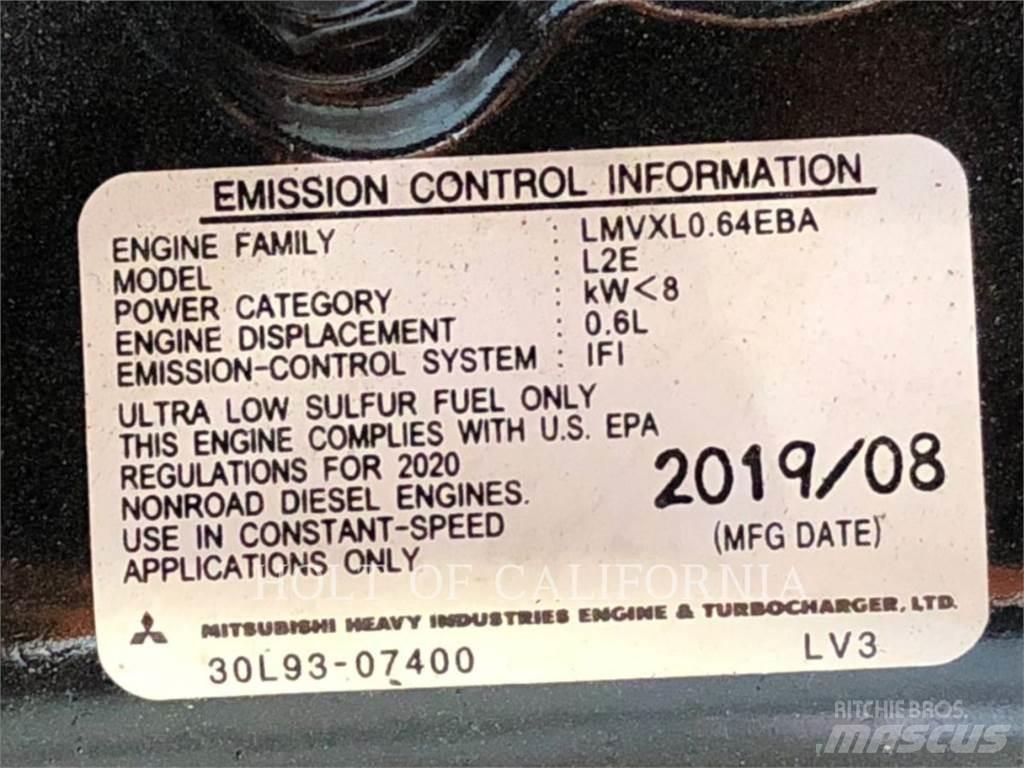 EMISSION CONTROL INFORMATION
ENGINE FAMILY : LMVXL0.64EBA
MODEL : L2E
POWER CATEGORY : kW<8
ENGINE DISPLACEMENT : 0.6L
EMISSION-CONTROL SYSTEM : IFI
ULTRA LOW SULFUR FUEL ONLY
THIS ENGINE COMPLIES WITH U.S. EPA
REGULATIONS FOR 2020
NONROAD DIESEL ENGINES.
USE IN CONSTANT-SPEED
APPLICATIONS ONLY
2019/08
(MFG DATE)
HOLT OF CALIFORNIA
MITSUBISHI HEAVY INDUSTRIES ENGINE & TURBOCHARGER, LTD.
30L93-07400 LV3
RITCHIE BROS.
MASCUS